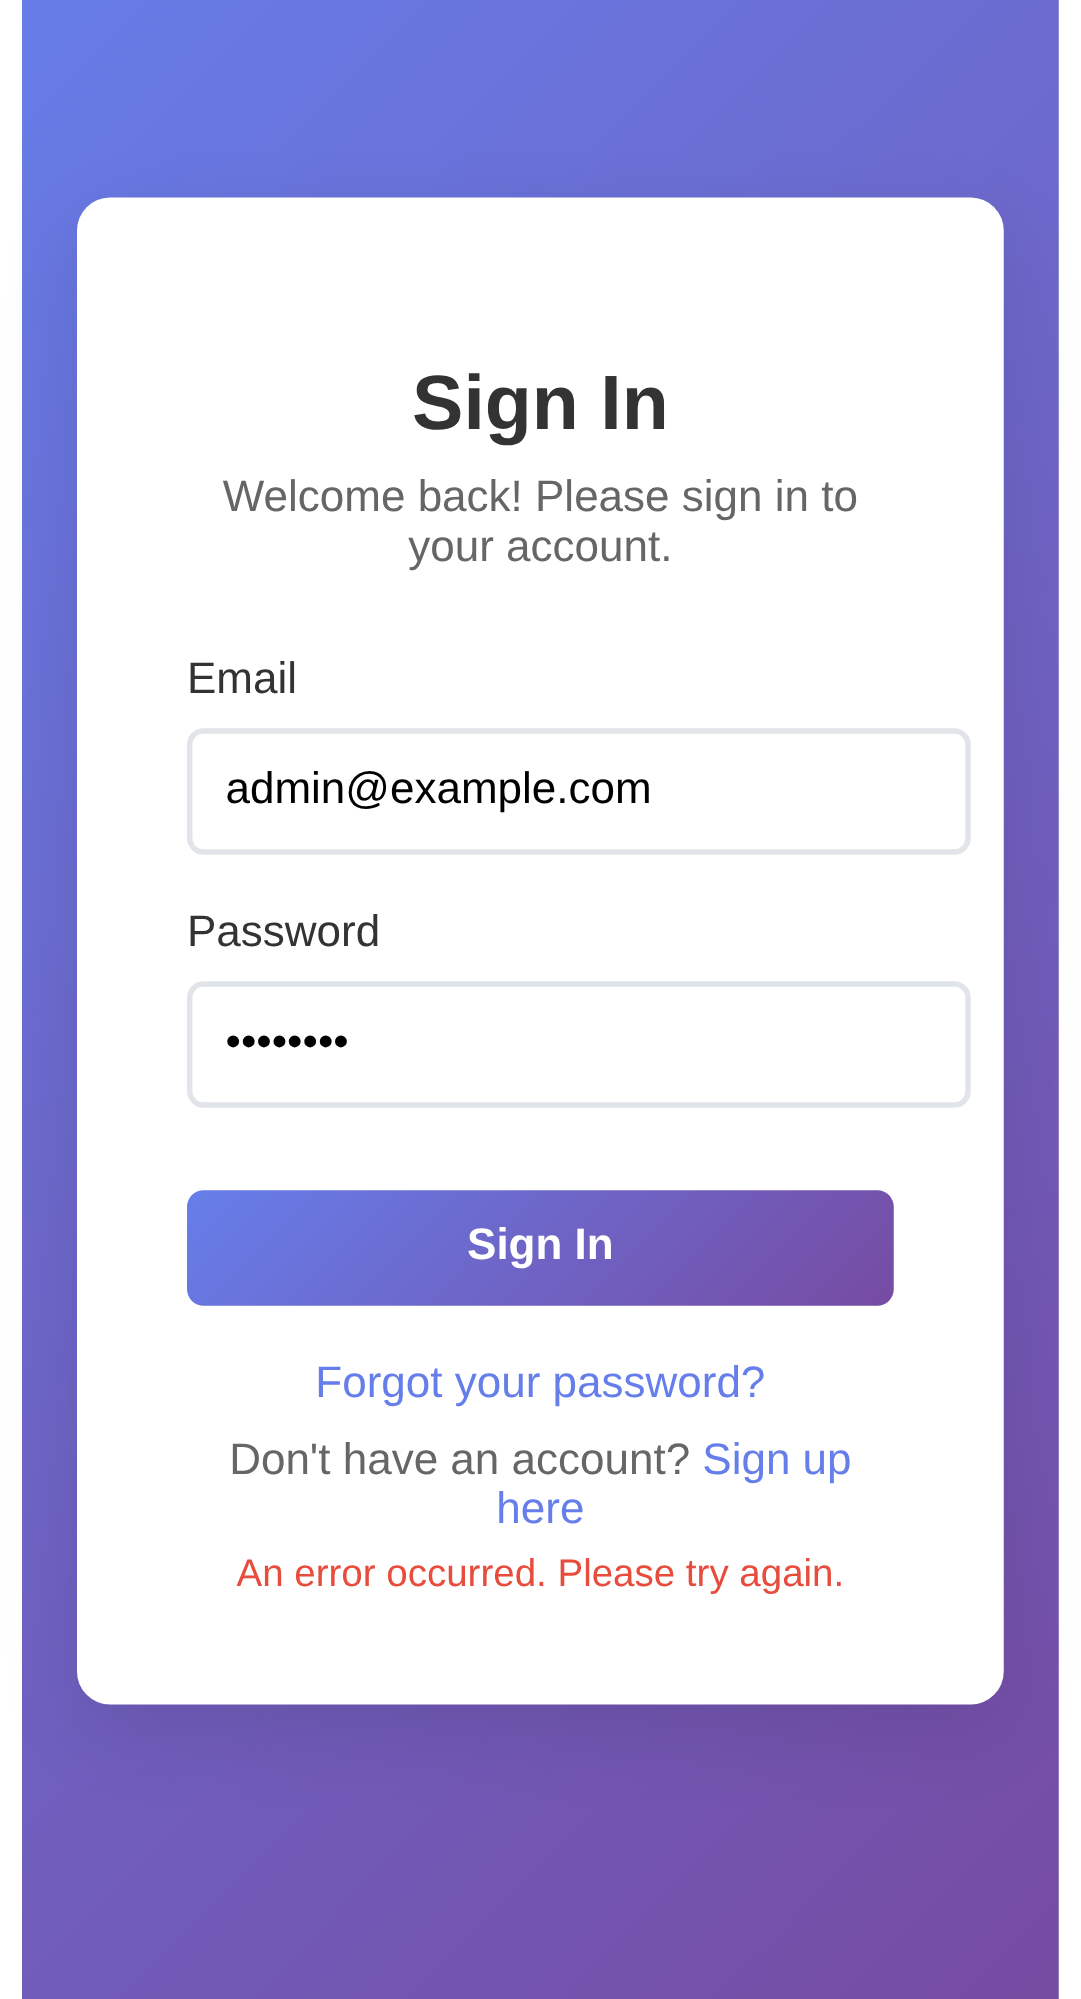 Sign In
Welcome back! Please sign in to
your account.
Email
admin@example.com
Password
••••••••
Sign In
Forgot your password?
Don't have an account? Sign up
here
An error occurred. Please try again.